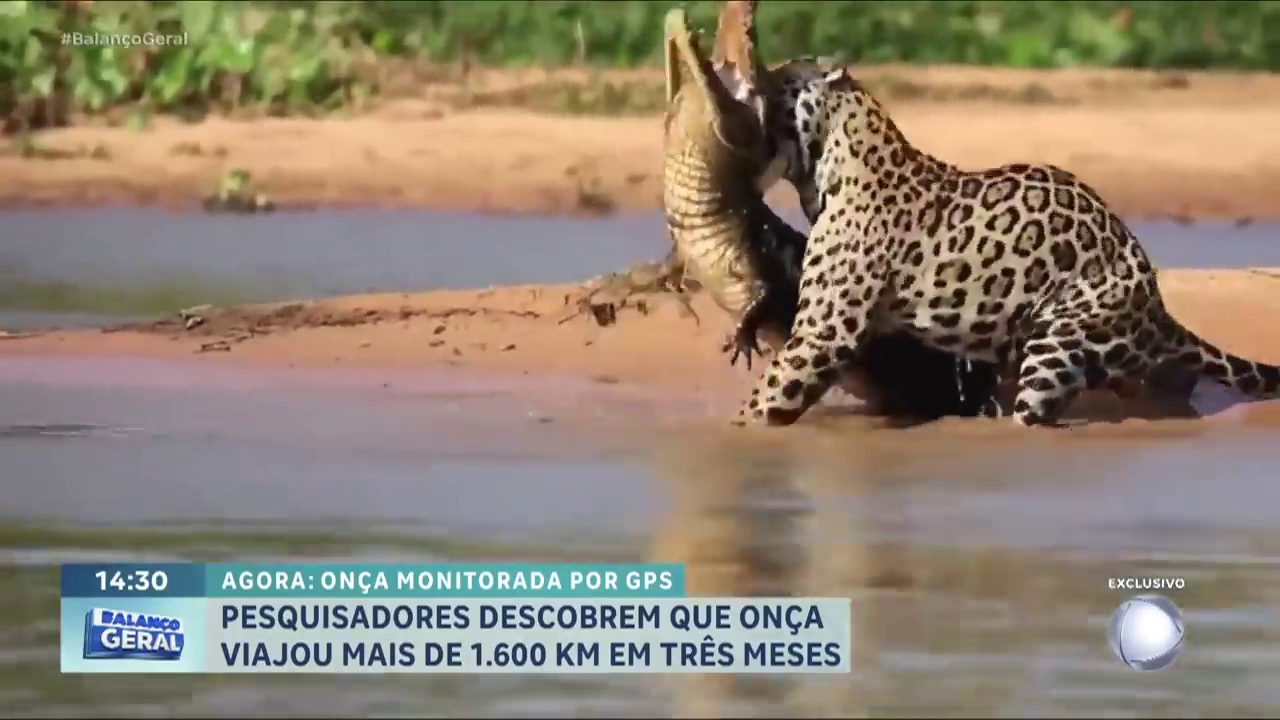 #BalançoGeral
14:30
AGORA: ONÇA MONITORADA POR GPS
BALANÇO
GERAL
PESQUISADORES DESCOBREM QUE ONÇA
VIAJOU MAIS DE 1.600 KM EM TRÊS MESES
EXCLUSIVO